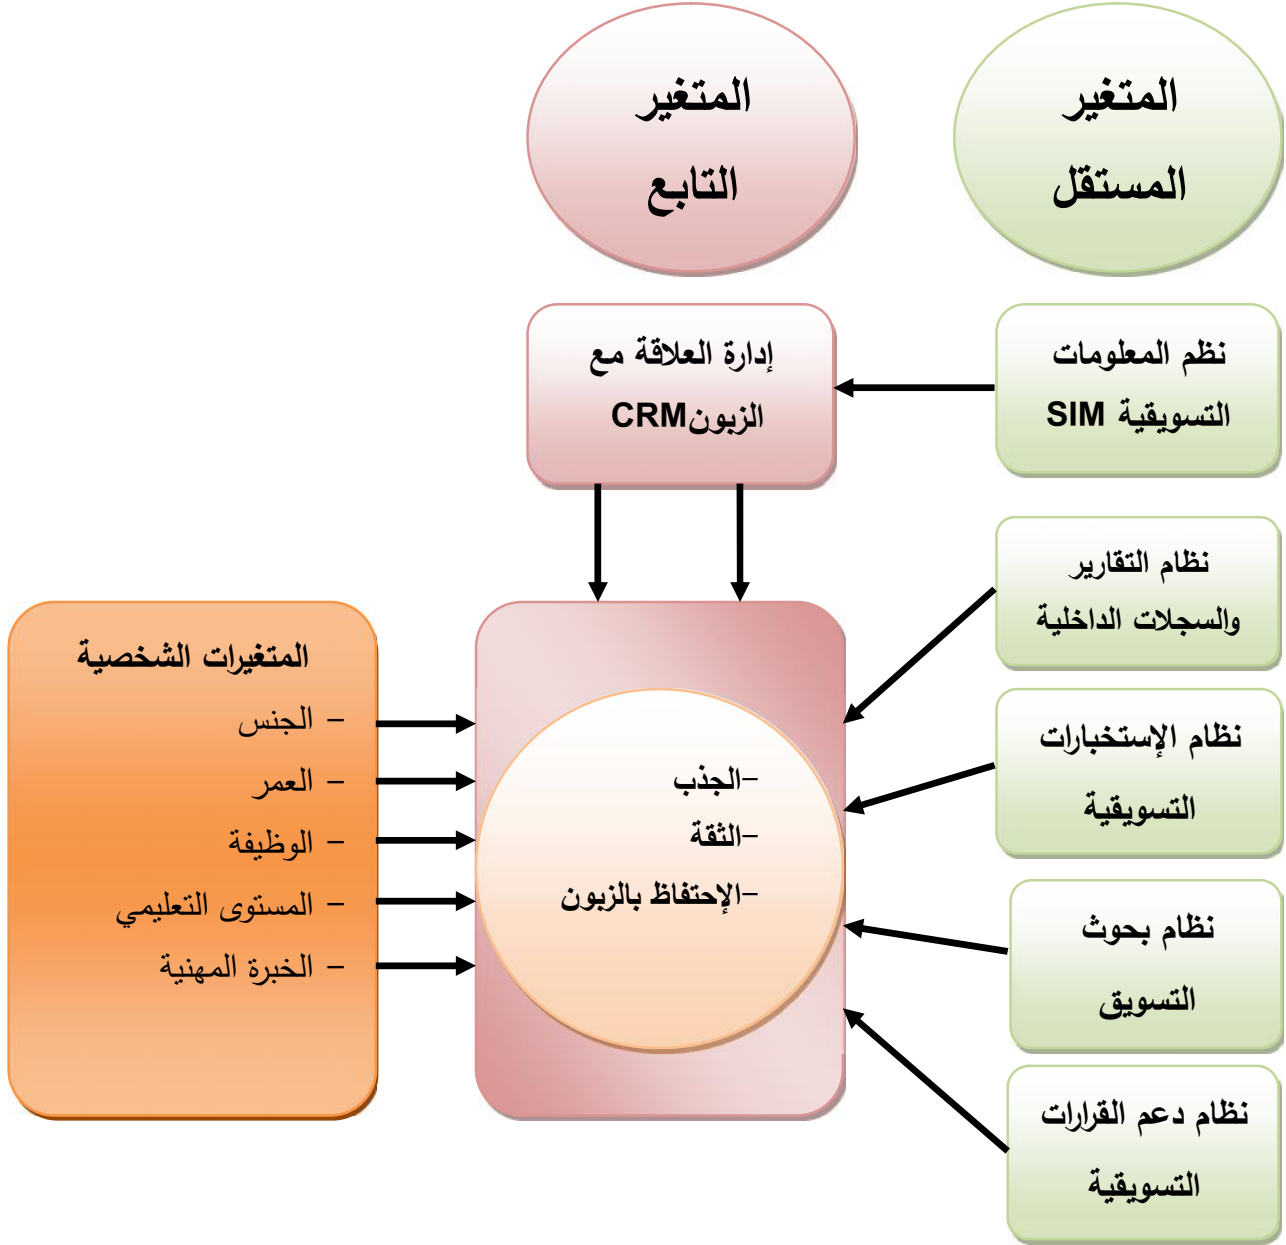 المتغير
المستقل
المتغير
التابع
نظم المعلومات
التسويقية SIM
إدارة العلاقة مع
الزبونCRM
نظام التقارير
والسجلات الداخلية
نظام الإستخبارات
التسويقية
نظام بحوث
التسويق
نظام دعم القرارات
التسويقية
-الجذب
-الثقة
-الإحتفاظ بالزبون
المتغيرات الشخصية
- الجنس
- العمر
- الوظيفة
- المستوى التعليمي
- الخبرة المهنية